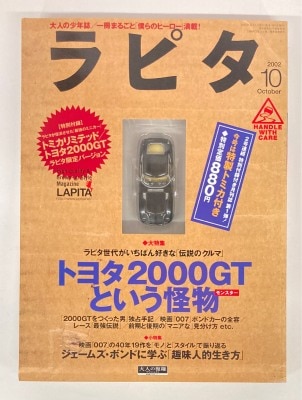 大人の少年誌／一冊まるごと「僕らのヒーロー」満載！
ラピタ
2002
10
October
HANDLE
WITH
CARE
【特別付録】
トミカリミテッド
トヨタ2000GT
ラピタ限定バージョン
Magazine
LAPITA
今号は特製トミカ付き
◆特別定価880円
◆大特集
ラピタ世代がいちばん好きな「伝説のクルマ」
トヨタ2000GT
という怪物
モンスター
「2000GTをつくった男」独占手記／映画「007」ボンドカーの全容
レース「最強伝説」／前期と後期の「マニアな」見分け方 etc.
◆小特集
映画「007」の40年19作を「モノ」と「スタイル」で振り返る
ジェームズ・ボンドに学ぶ「趣味人的生き方」